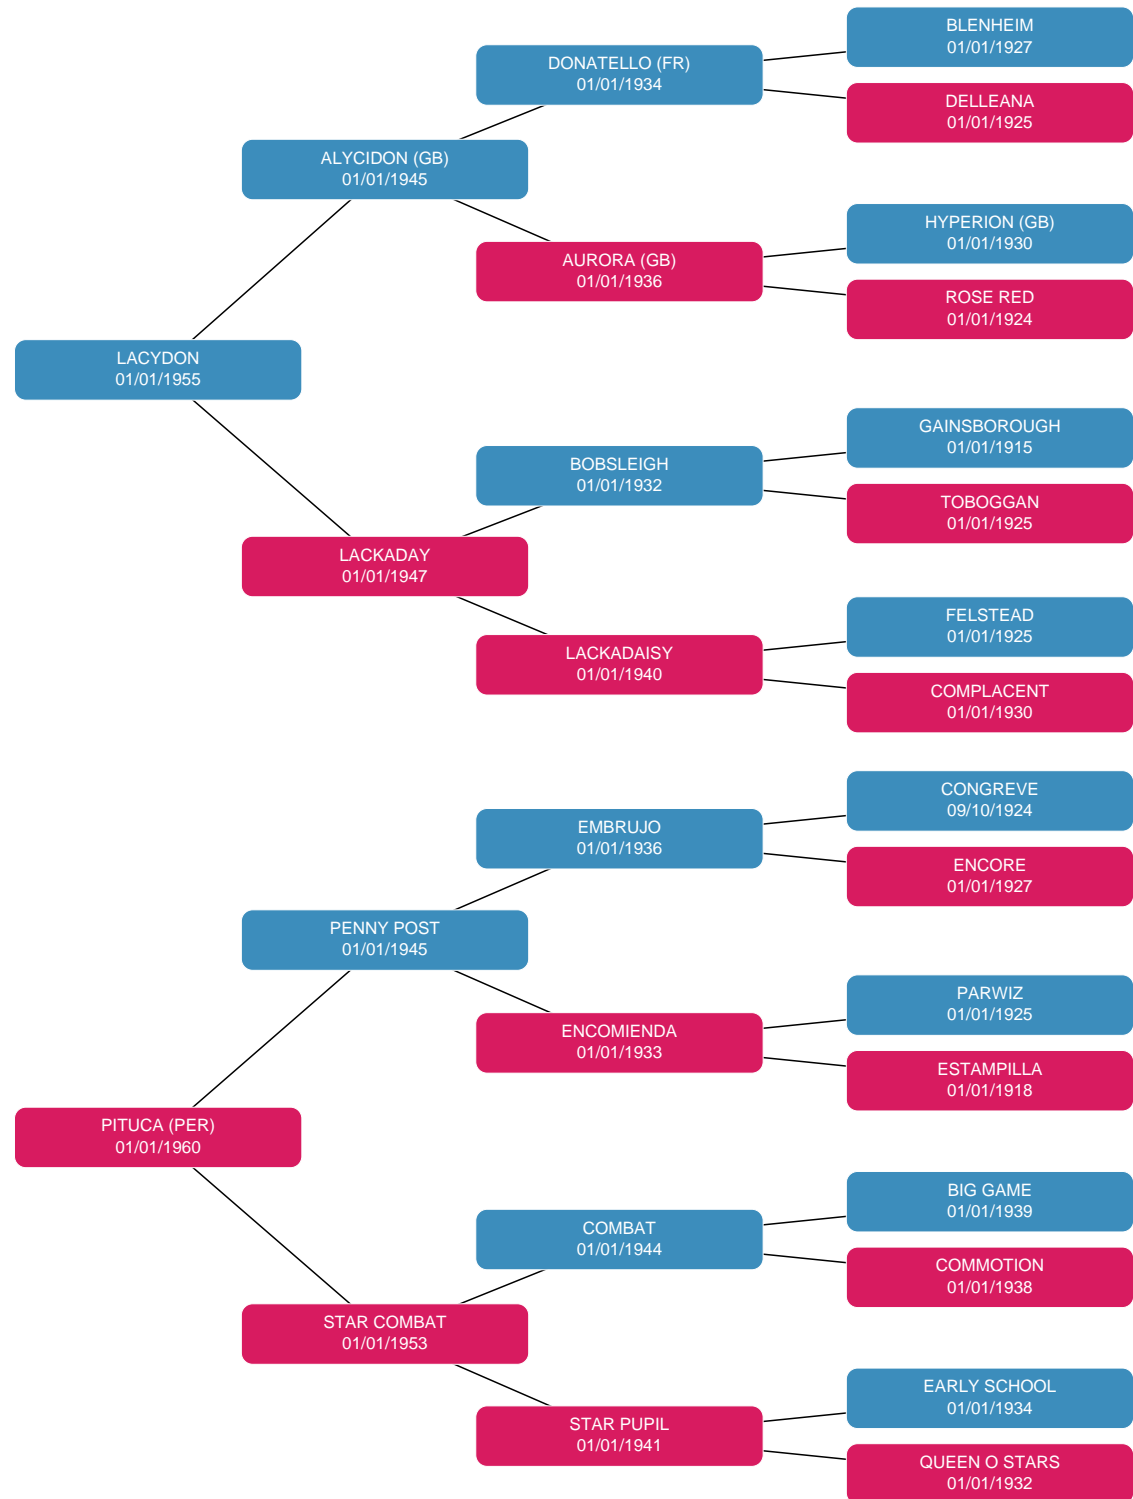 BLENHEIM
01/01/1927
DONATELLO (FR)
01/01/1934
DELLEANA
01/01/1925
ALYCIDON (GB)
01/01/1945
HYPERION (GB)
01/01/1930
AURORA (GB)
01/01/1936
ROSE RED
01/01/1924
LACYDON
01/01/1955
GAINSBOROUGH
01/01/1915
BOBSLEIGH
01/01/1932
TOBOGGAN
01/01/1925
LACKADAY
01/01/1947
FELSTEAD
01/01/1925
LACKADAISY
01/01/1940
COMPLACENT
01/01/1930
CONGREVE
09/10/1924
EMBRUJO
01/01/1936
ENCORE
01/01/1927
PENNY POST
01/01/1945
PARWIZ
01/01/1925
ENCOMIENDA
01/01/1933
ESTAMPILLA
01/01/1918
PITUCA (PER)
01/01/1960
BIG GAME
01/01/1939
COMBAT
01/01/1944
COMMOTION
01/01/1938
STAR COMBAT
01/01/1953
EARLY SCHOOL
01/01/1934
STAR PUPIL
01/01/1941
QUEEN O STARS
01/01/1932